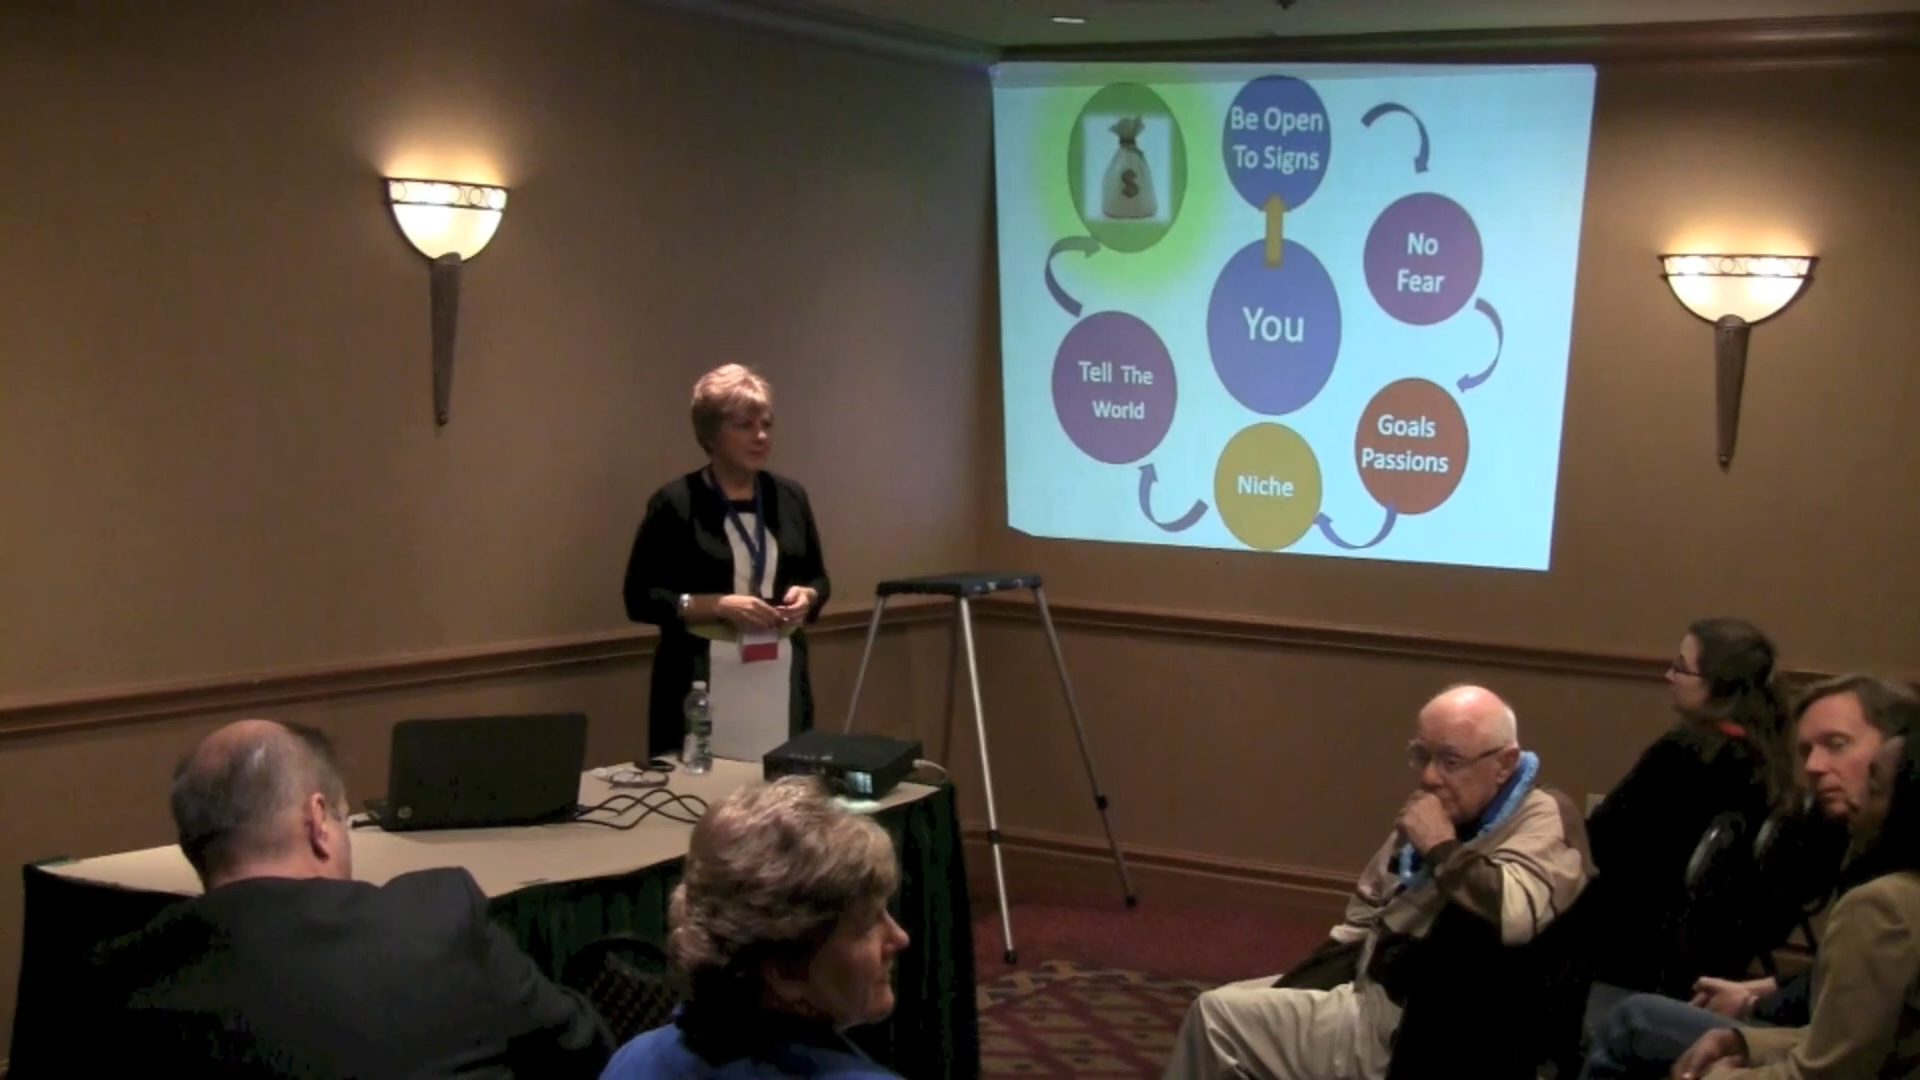 Be Open
To Signs
No
Fear
You
Goals
Passions
Niche
Tell The
World
$